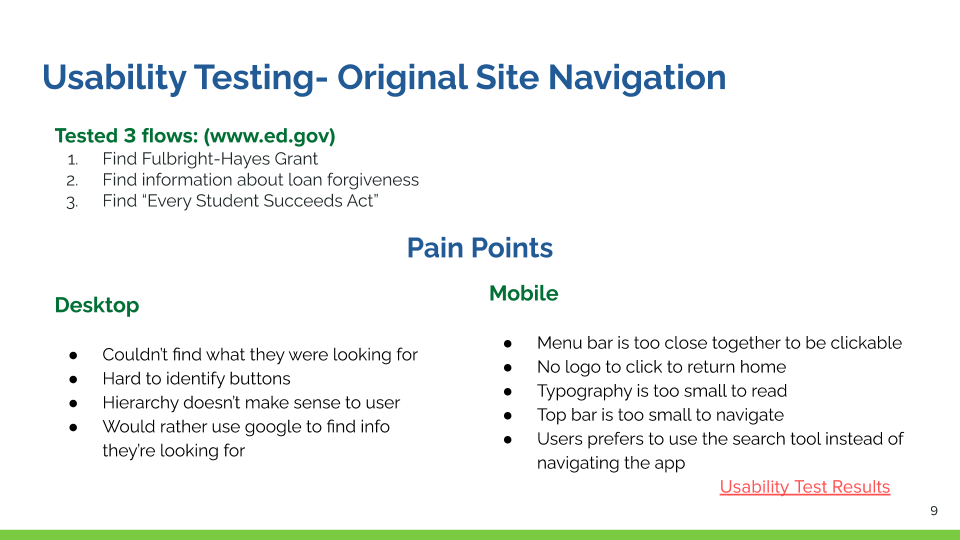 Usability Testing- Original Site Navigation
Tested 3 flows: (www.ed.gov)
1. Find Fulbright-Hayes Grant
2. Find information about loan forgiveness
3. Find “Every Student Succeeds Act”
Pain Points
Desktop
● Couldn’t find what they were looking for
● Hard to identify buttons
● Hierarchy doesn’t make sense to user
● Would rather use google to find info
they’re looking for
Mobile
● Menu bar is too close together to be clickable
● No logo to click to return home
● Typography is too small to read
● Top bar is too small to navigate
● Users prefers to use the search tool instead of
navigating the app
Usability Test Results
9